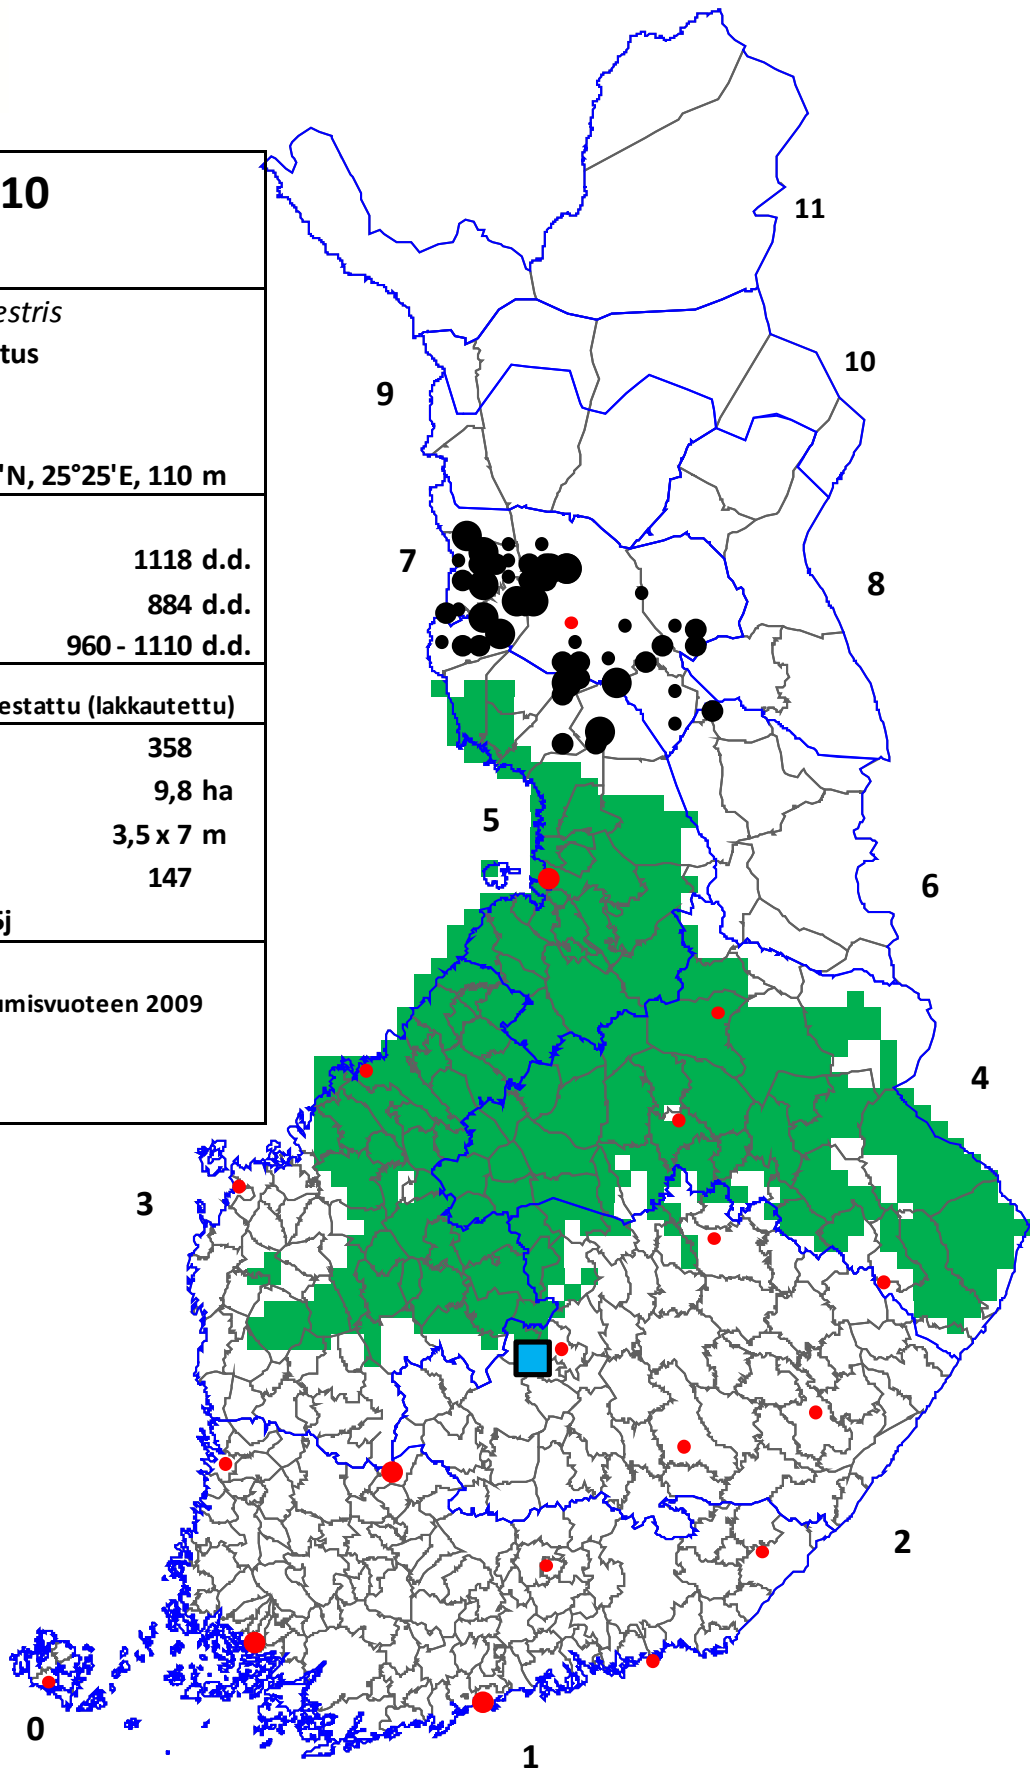 10
estris
tus
'N, 25°25'E, 110 m
1118 d.d.
884 d.d.
960 - 1110 d.d.
estattu (lakkautettu)
358
9,8 ha
3,5 x 7 m
147
5j
umisvuoteen 2009
11
10
9
7
8
5
6
4
3
2
0
1